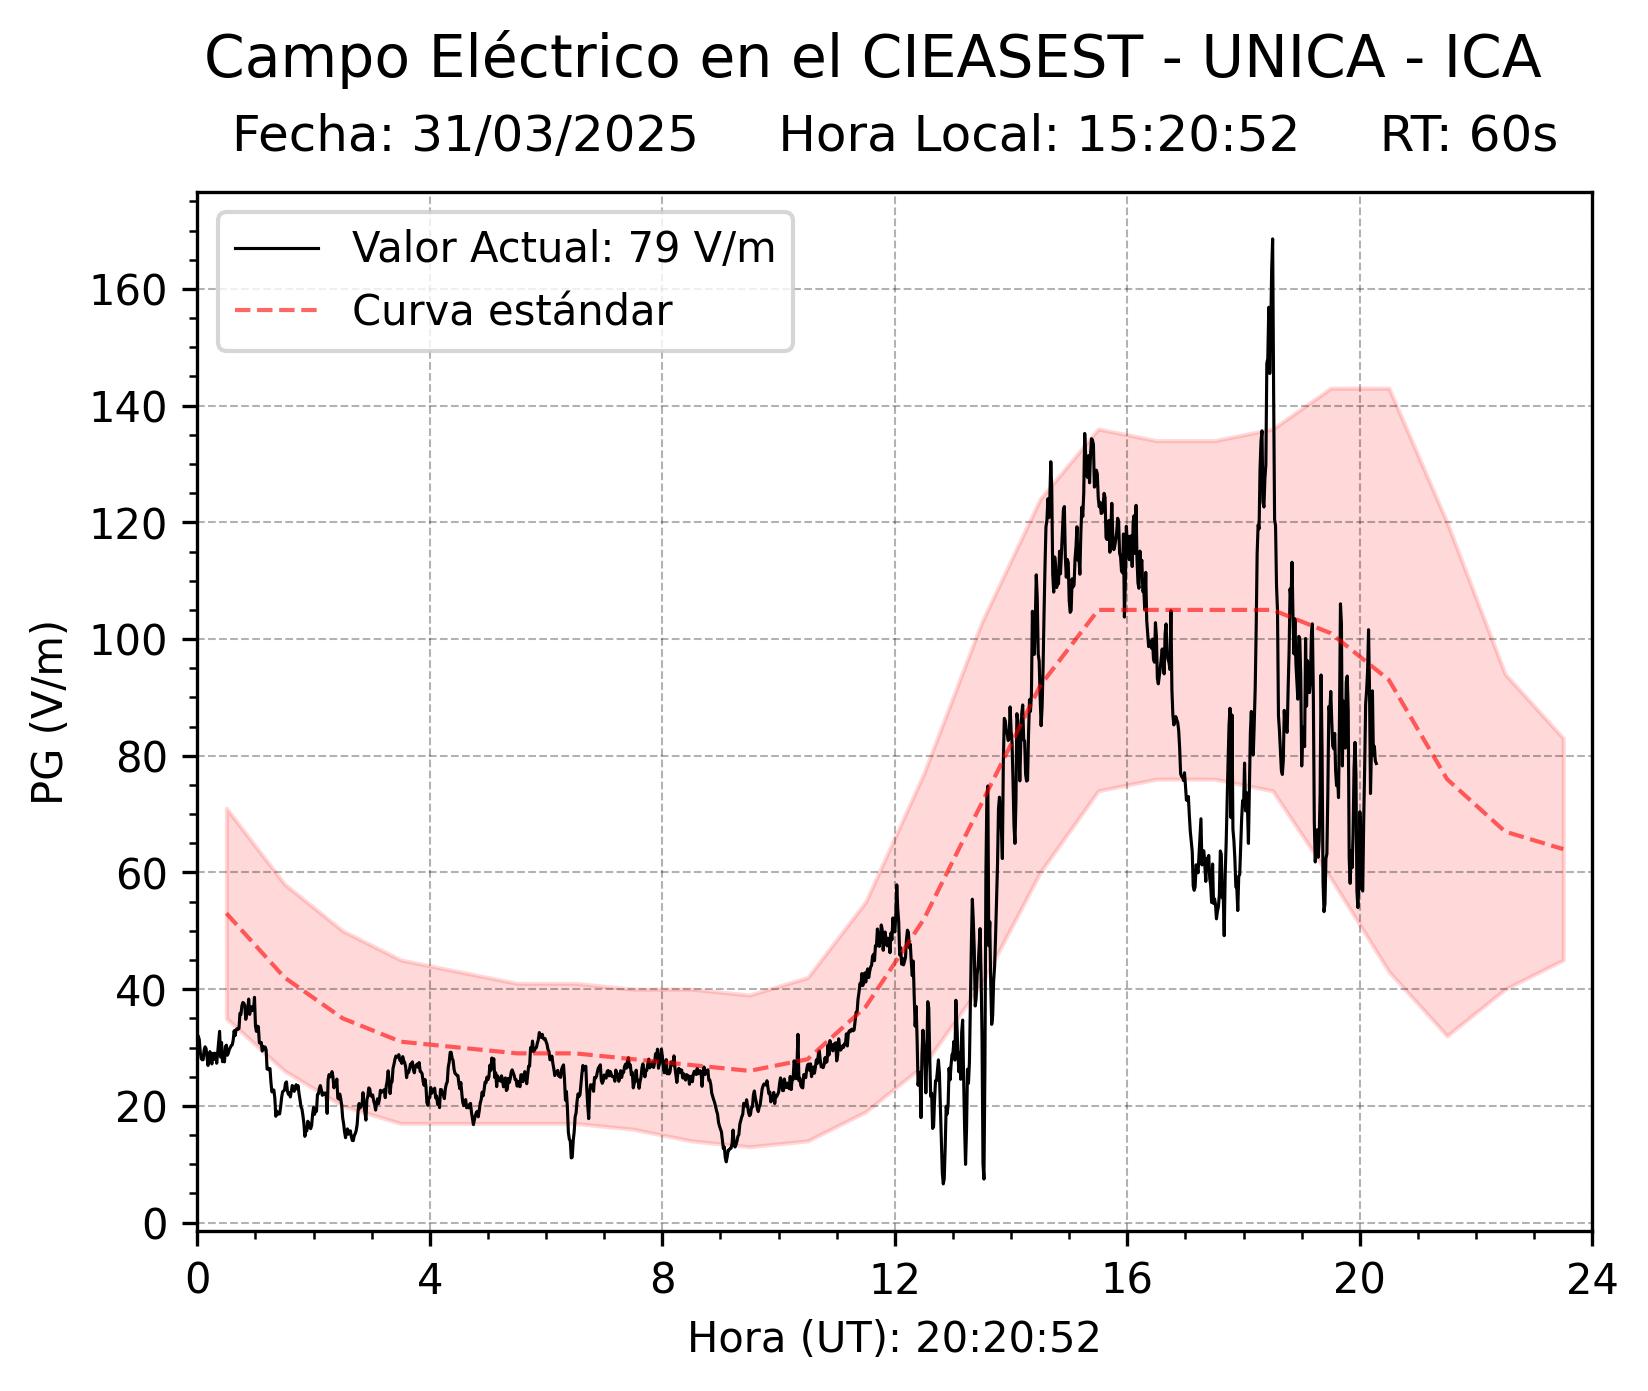 Campo Eléctrico en el CIEASEST - UNICA - ICA
Fecha: 31/03/2025 Hora Local: 15:20:52 RT: 60s
Valor Actual: 79 V/m
Curva estándar
PG (V/m)
160
140
120
100
80
60
40
20
0
0 4 8 12 16 20 24
Hora (UT): 20:20:52